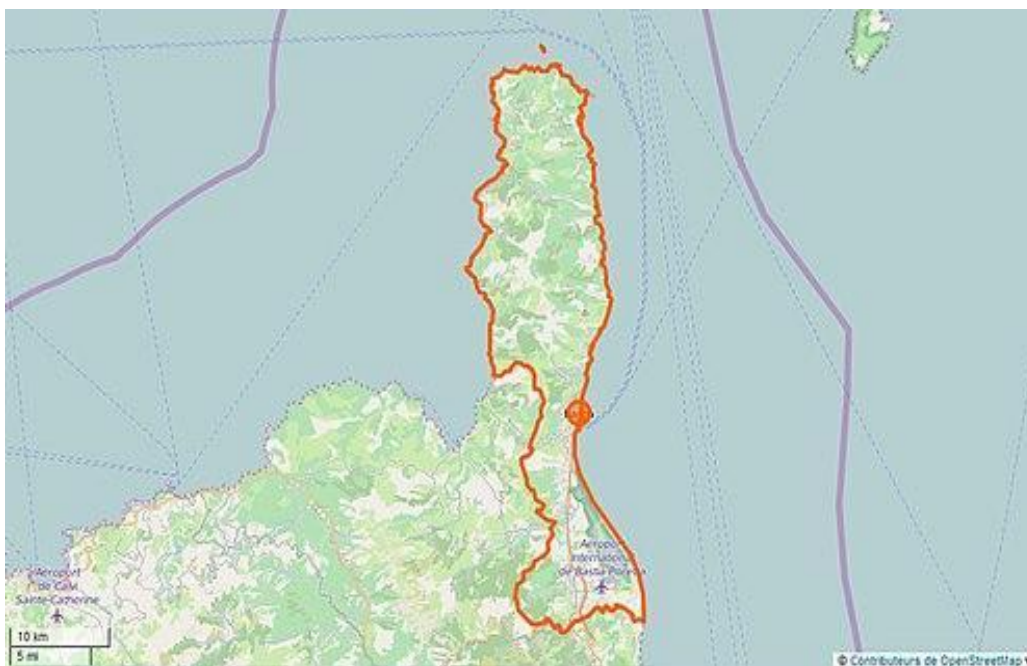 Aéroport
International
de Bastia Poretta
Aéroport
de Calvi
Sainte-Catherine
10 km
5 mi
© Contributeurs de OpenStreetMap